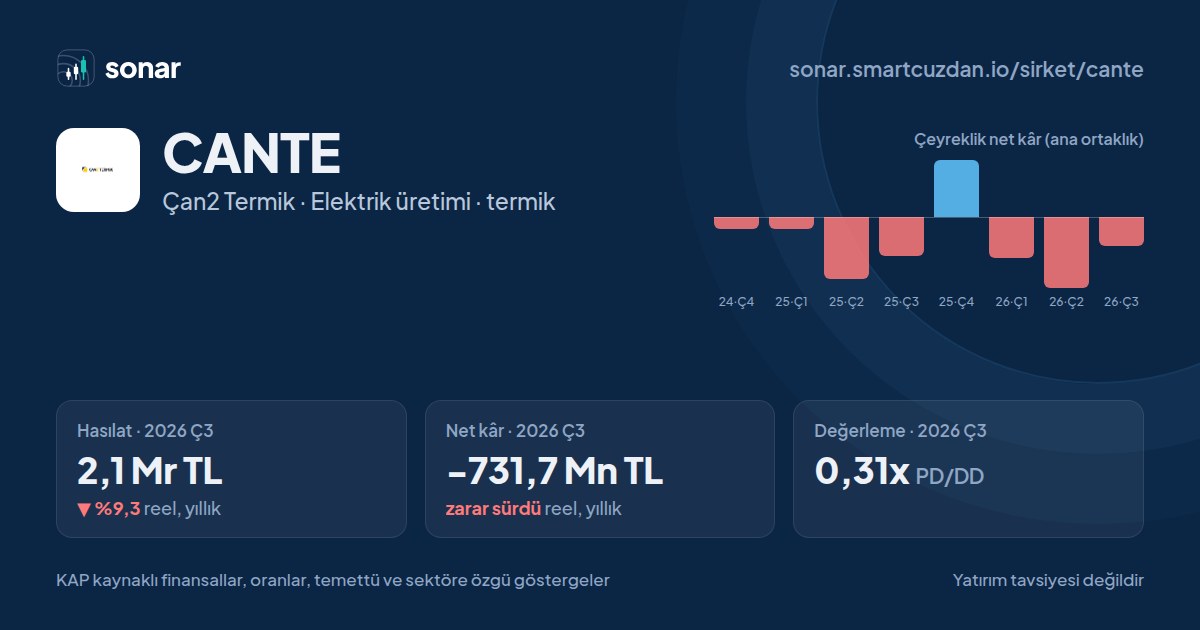 sonar
sonar.smartcuzdan.io/sirket/cante
CANTE
Çan2 Termik · Elektrik üretimi · termik
Çeyreklik net kâr (ana ortaklık)
24·Ç4 25·Ç1 25·Ç2 25·Ç3 25·Ç4 26·Ç1 26·Ç2 26·Ç3
Hasılat · 2026 Ç3
2,1 Mr TL
▼ %9,3 reel, yıllık
Net kâr · 2026 Ç3
−731,7 Mn TL
zarar sürdü reel, yıllık
Değerleme · 2026 Ç3
0,31x PD/DD
KAP kaynaklı finansallar, oranlar, temettü ve sektöre özgü göstergeler
Yatırım tavsiyesi değildir